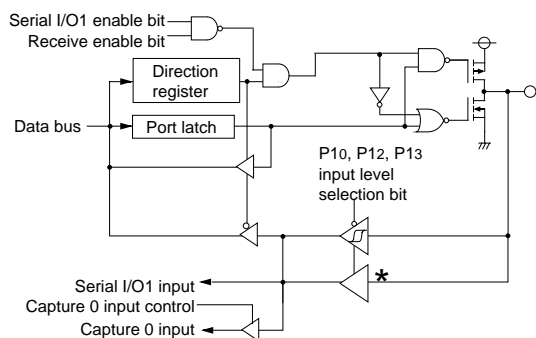 Serial I/O1 enable bit
Receive enable bit
Direction
register
Data bus
Port latch
P10, P12, P13
input level
selection bit
*
Serial I/O1 input
Capture 0 input control
Capture 0 input